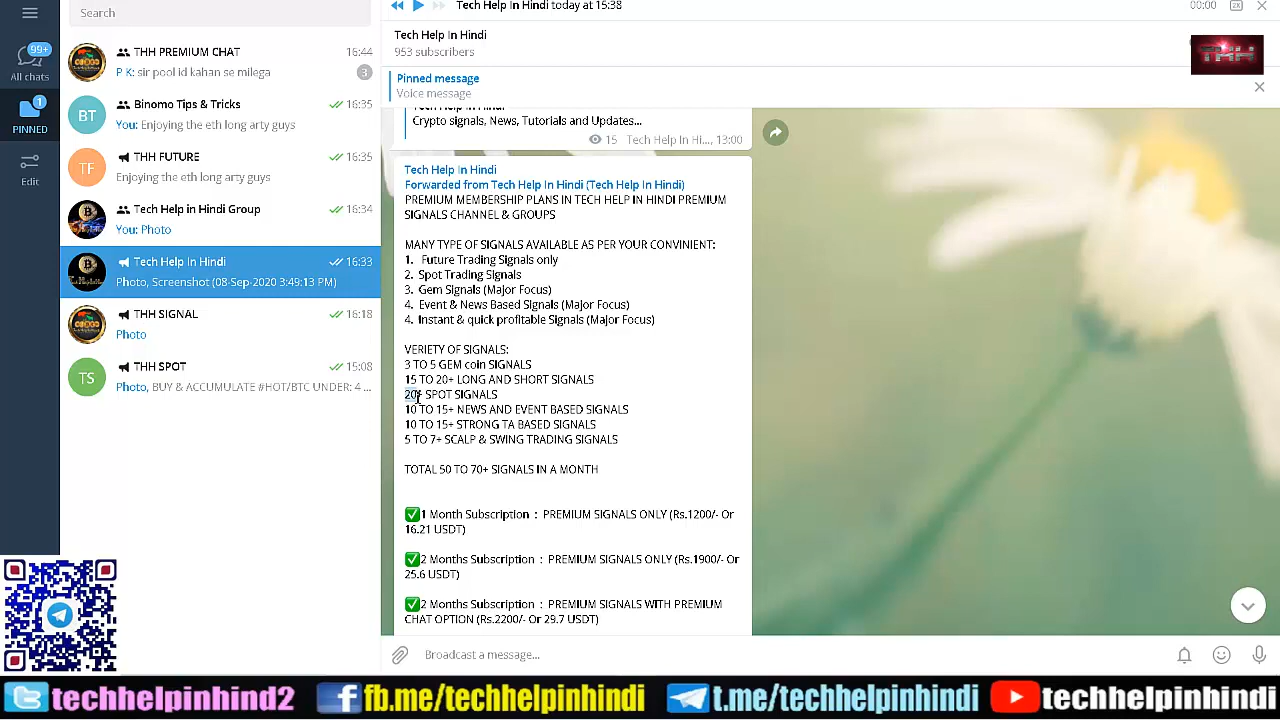 Search
Tech Help In Hindi today at 15:38
00:00
2X
Tech Help In Hindi
953 subscribers
THH
Pinned message
Voice message
99+
All chats
1
PINNED
Edit
THH PREMIUM CHAT 16:44
P K: sir pool id kahan se milega 3
BT
Binomo Tips & Tricks 16:35
You: Enjoying the eth long arty guys
TF
THH FUTURE 16:35
Enjoying the eth long arty guys
Tech Help in Hindi Group 16:34
You: Photo
Tech Help In Hindi 16:33
Photo, Screenshot (08-Sep-2020 3:49:13 PM)
THH SIGNAL 16:18
Photo
TS
THH SPOT 15:08
Photo, BUY & ACCUMULATE #HOT/BTC UNDER: 4 ...
Tech Help In Hindi
Crypto signals, News, Tutorials and Updates...
15 Tech Help In Hi..., 13:00
Tech Help In Hindi
Forwarded from Tech Help In Hindi (Tech Help In Hindi)
PREMIUM MEMBERSHIP PLANS IN TECH HELP IN HINDI PREMIUM
SIGNALS CHANNEL & GROUPS
MANY TYPE OF SIGNALS AVAILABLE AS PER YOUR CONVINIENT:
1. Future Trading Signals only
2. Spot Trading Signals
3. Gem Signals (Major Focus)
4. Event & News Based Signals (Major Focus)
4. Instant & quick profitable Signals (Major Focus)
VERIETY OF SIGNALS:
3 TO 5 GEM coin SIGNALS
15 TO 20+ LONG AND SHORT SIGNALS
20+ SPOT SIGNALS
10 TO 15+ NEWS AND EVENT BASED SIGNALS
10 TO 15+ STRONG TA BASED SIGNALS
5 TO 7+ SCALP & SWING TRADING SIGNALS
TOTAL 50 TO 70+ SIGNALS IN A MONTH
✅1 Month Subscription : PREMIUM SIGNALS ONLY (Rs.1200/- Or
16.21 USDT)
✅2 Months Subscription : PREMIUM SIGNALS ONLY (Rs.1900/- Or
25.6 USDT)
✅2 Months Subscription : PREMIUM SIGNALS WITH PREMIUM
CHAT OPTION (Rs.2200/- Or 29.7 USDT)
Broadcast a message...
techhelpinhind2 fb.me/techhelpinhindi t.me/techhelpinhindi techhelpinhindi